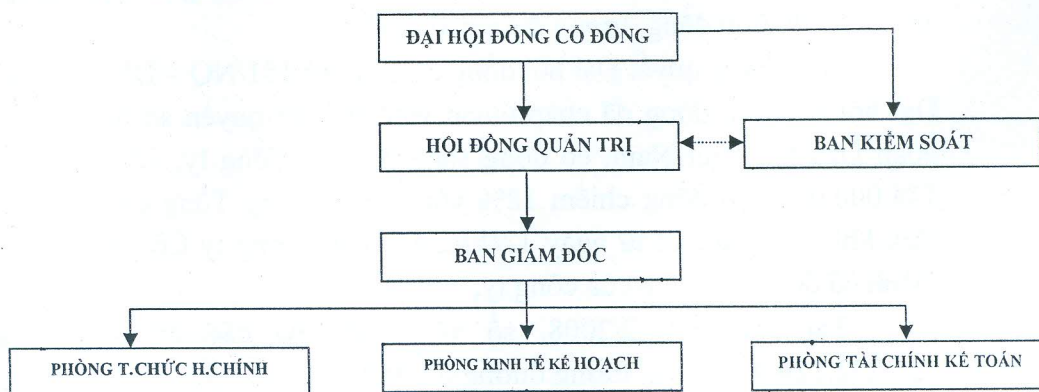 ĐẠI HỘI ĐỒNG CỔ ĐÔNG
HỘI ĐỒNG QUẢN TRỊ
BAN KIỂM SOÁT
BAN GIÁM ĐỐC
PHÒNG T.CHỨC H.CHÍNH
PHÒNG KINH TẾ KẾ HOẠCH
PHÒNG TÀI CHÍNH KẾ TOÁN